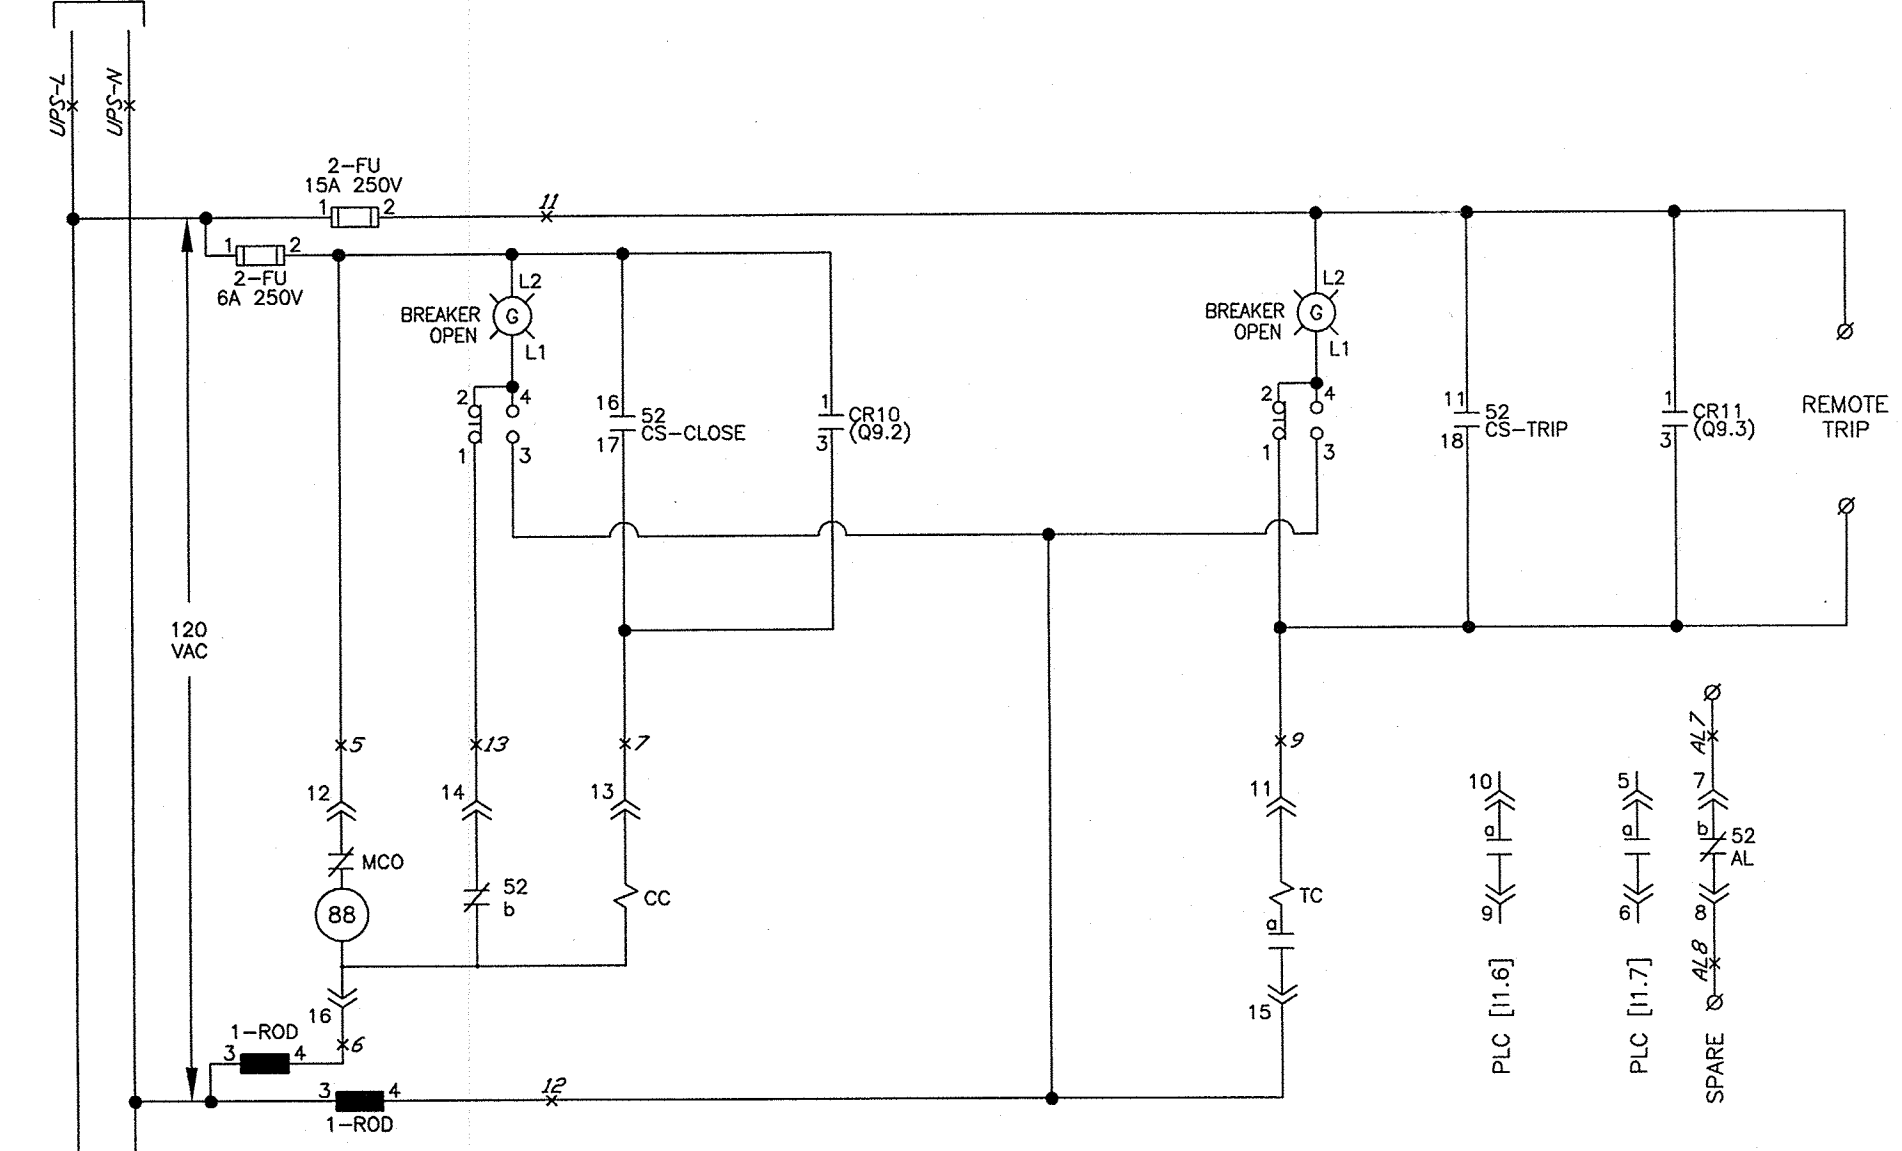 UPS-L
UPS-N
2-FU
15A 250V
1
2
11
1
2
2-FU
6A 250V
L2
BREAKER
OPEN
G
L1
2
4
1
3
16
52
CS-CLOSE
17
1
CR10
(Q9.2)
3
L2
BREAKER
OPEN
G
L1
2
4
1
3
11
52
CS-TRIP
18
1
CR11
(Q9.3)
3
REMOTE
TRIP
120
VAC
5
13
7
9
12
14
13
11
MCO
88
52
b
CC
TC
a
16
15
6
1-ROD
3
4
12
3
4
1-ROD
10
a
9
PLC [I1.6]
5
a
6
PLC [I1.7]
AL7
7
b
52
AL
8
AL8
SPARE